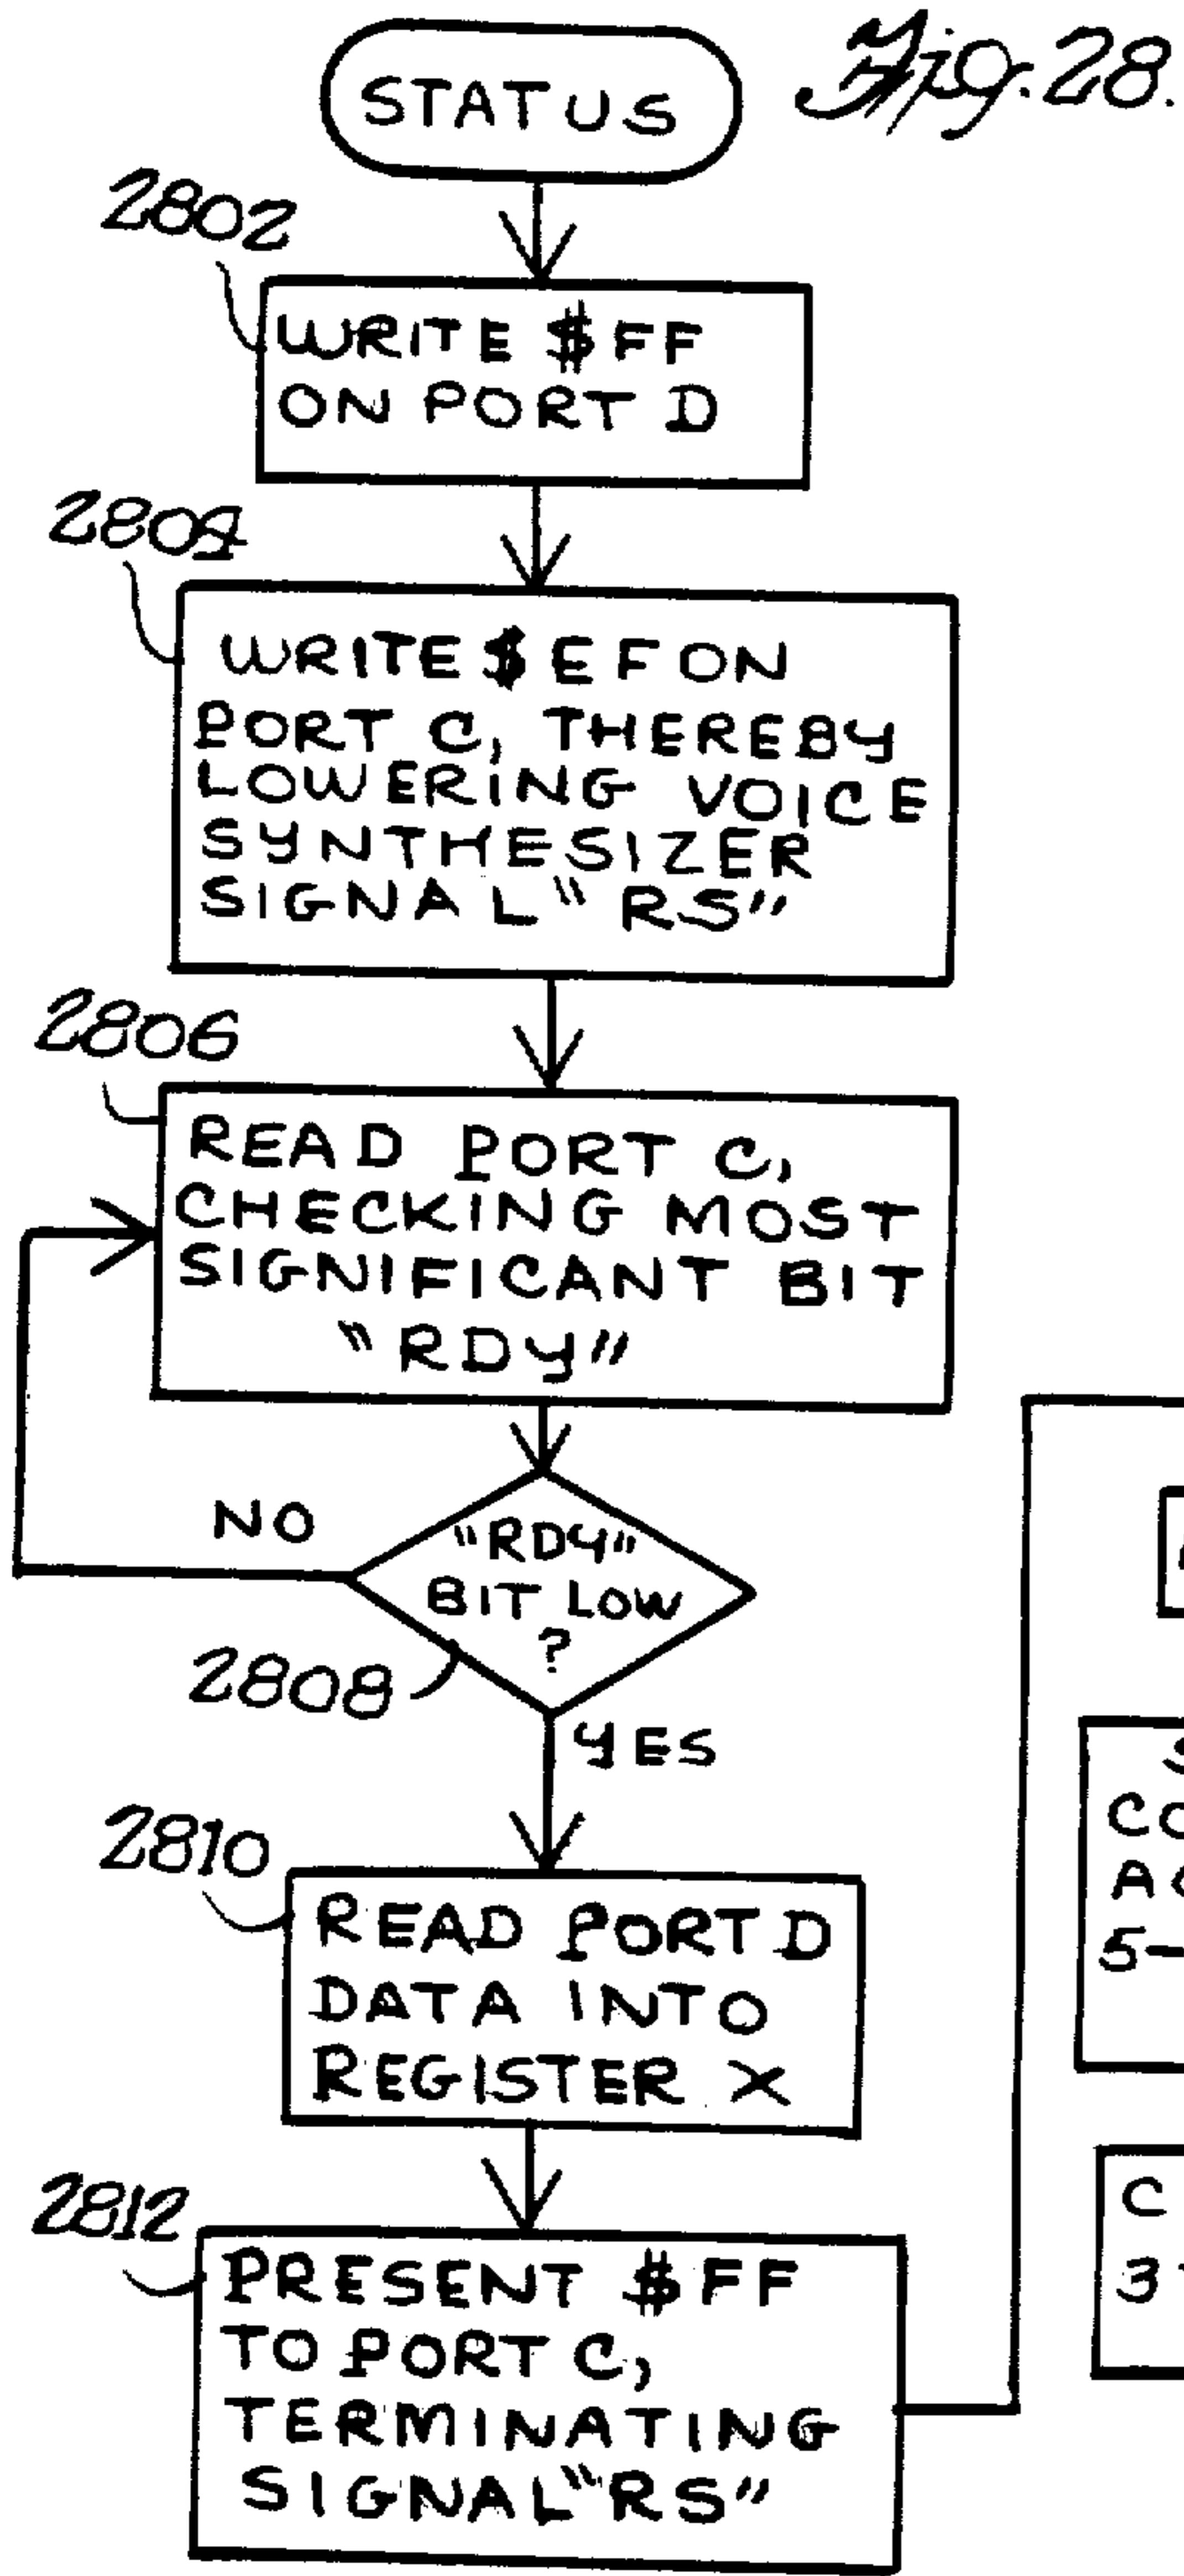 Fig. 28.
STATUS
2802
WRITE $FF
ON PORT D
2804
WRITE $EF ON
PORT C, THEREBY
LOWERING VOICE
SYNTHESIZER
SIGNAL "RS"
2806
READ PORT C,
CHECKING MOST
SIGNIFICANT BIT
"RDY"
NO
"RDY"
BIT LOW
?
2808
YES
2810
READ PORT D
DATA INTO
REGISTER X
2812
PRESENT $FF
TO PORT C,
TERMINATING
SIGNAL "RS"
5-
C
3